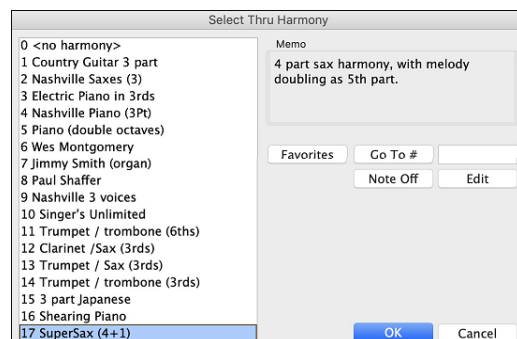 Select Thru Harmony
0 <no harmony>
1 Country Guitar 3 part
2 Nashville Saxes (3)
3 Electric Piano in 3rds
4 Nashville Piano (3Pt)
5 Piano (double octaves)
6 Wes Montgomery
7 Jimmy Smith (organ)
8 Paul Shaffer
9 Nashville 3 voices
10 Singer's Unlimited
11 Trumpet / trombone (6ths)
12 Clarinet /Sax (3rds)
13 Trumpet / Sax (3rds)
14 Trumpet / trombone (3rds)
15 3 part Japanese
16 Shearing Piano
17 SuperSax (4+1)
Memo
4 part sax harmony, with melody
doubling as 5th part.
Favorites Go To #
Note Off Edit
OK Cancel